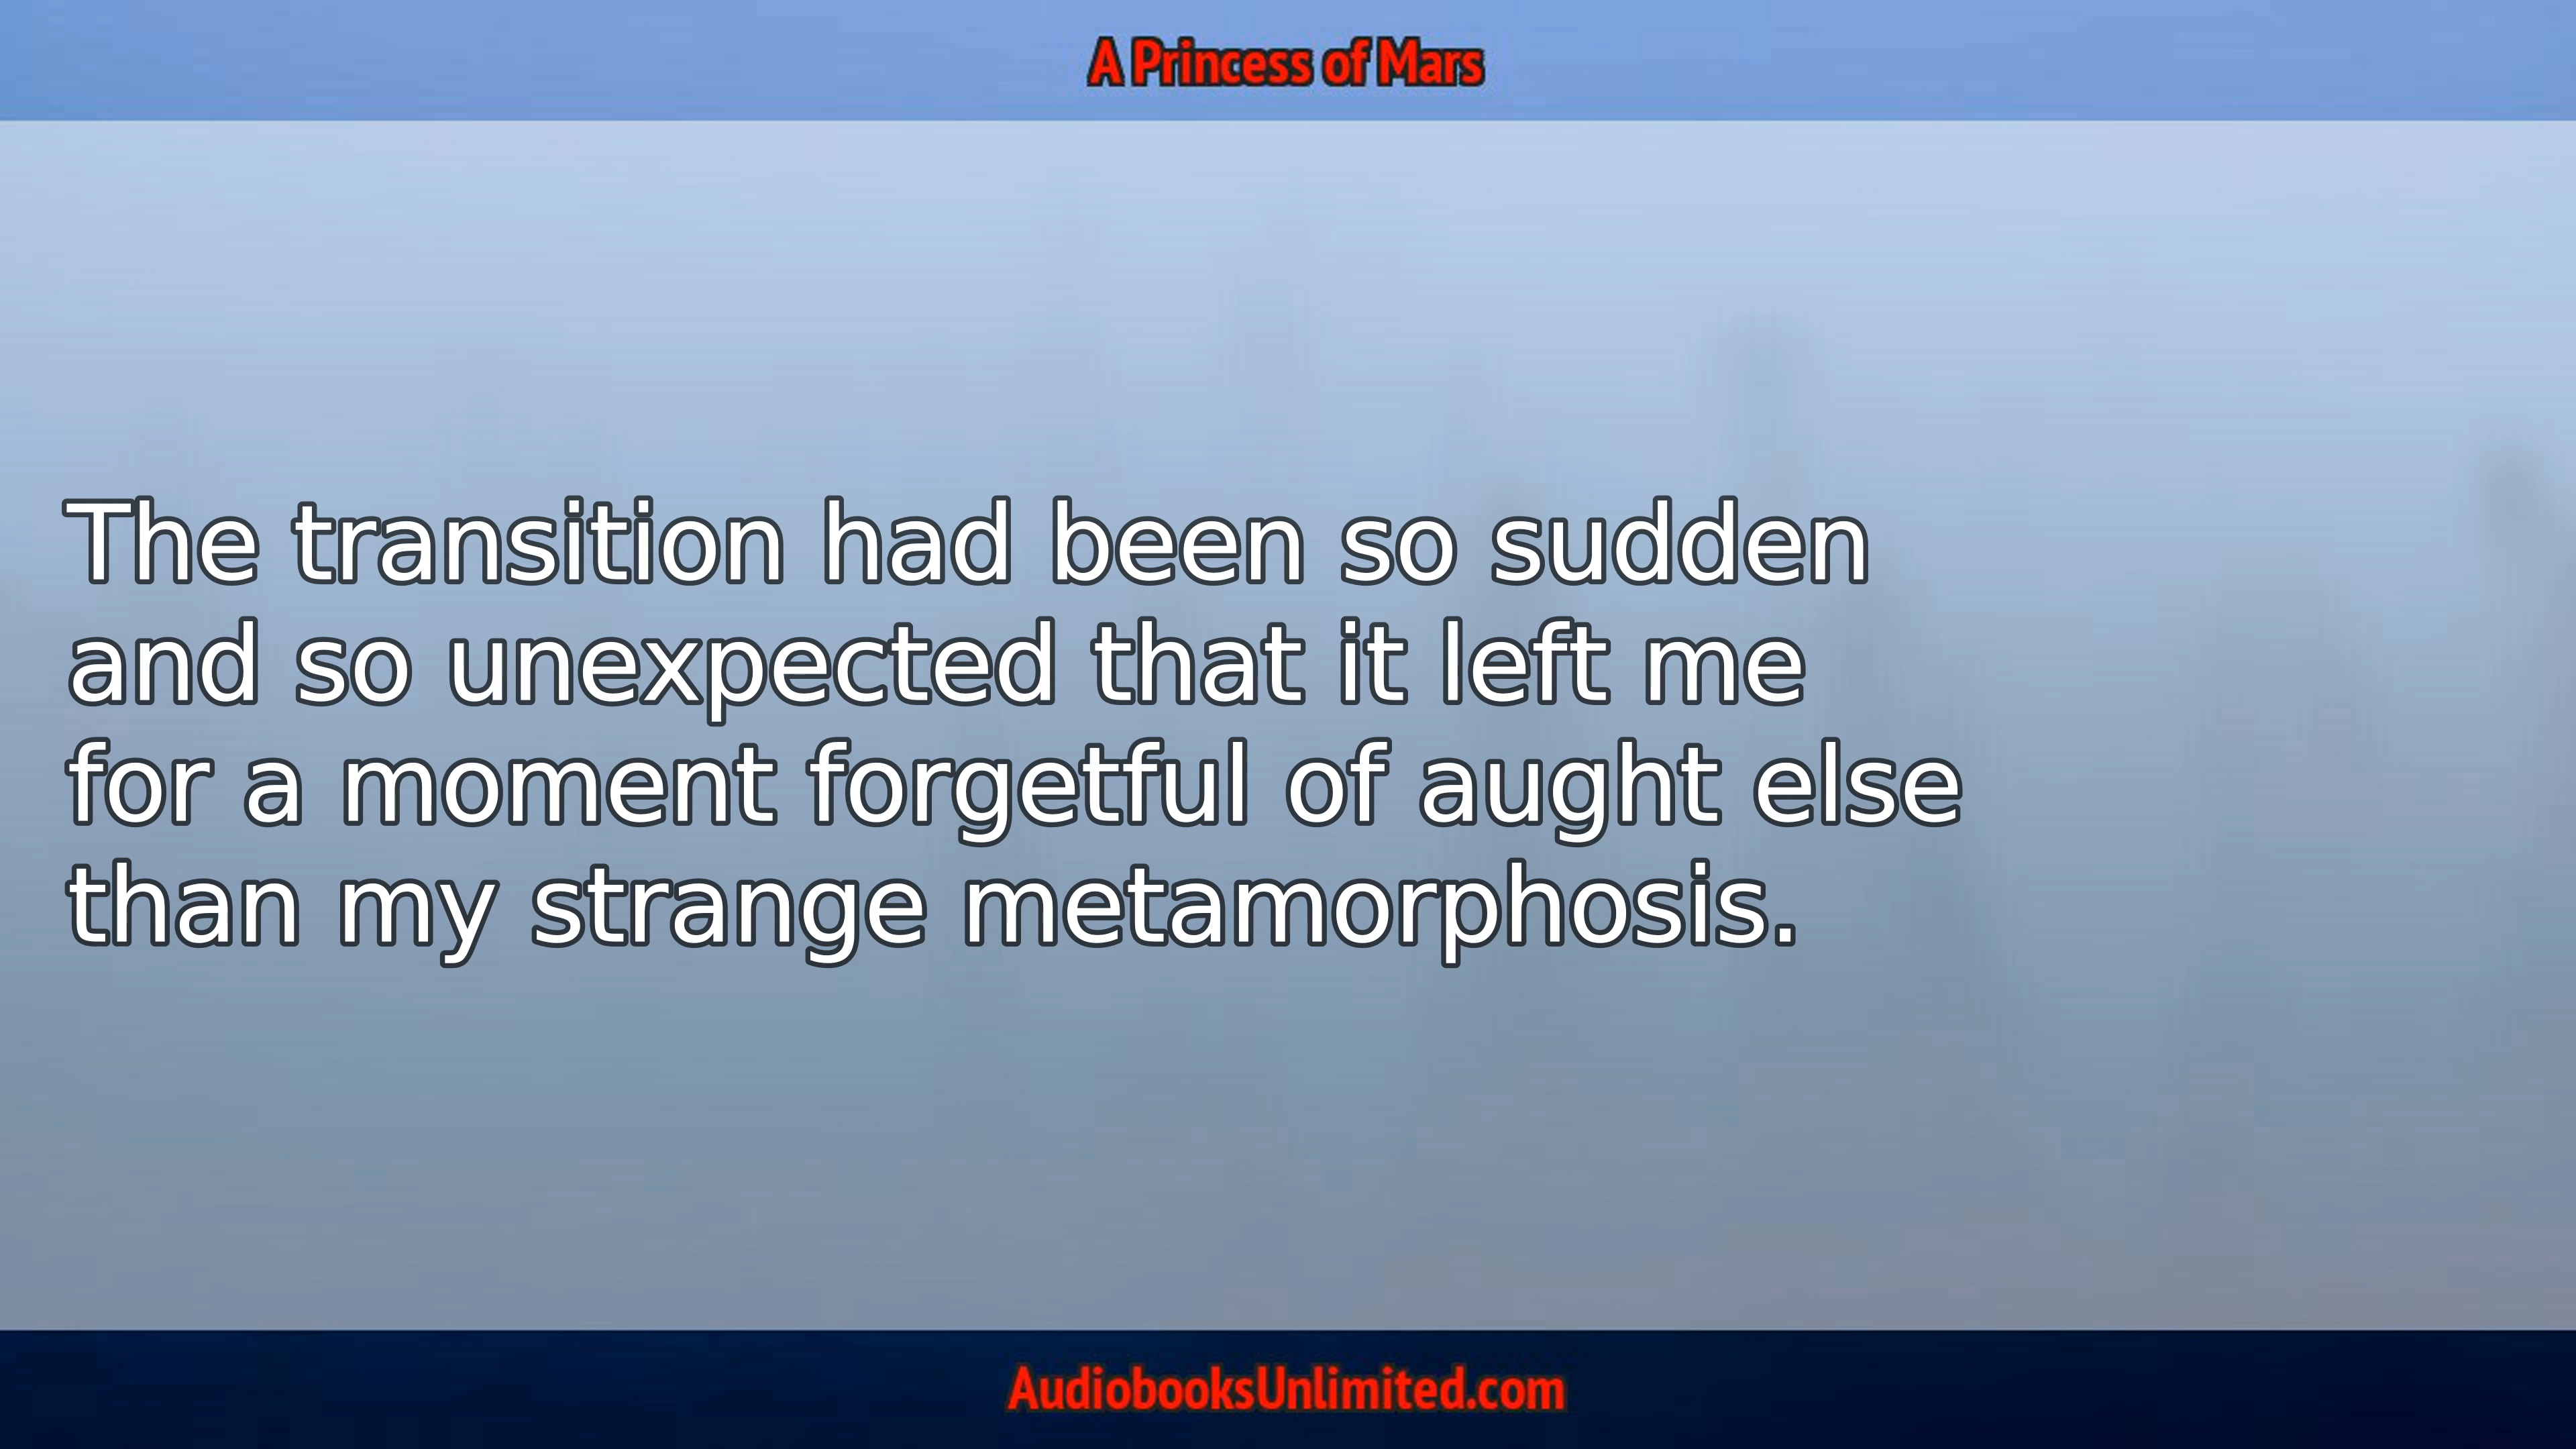 A Princess of Mars
The transition had been so sudden
and so unexpected that it left me
for a moment forgetful of aught else
than my strange metamorphosis.
AudiobooksUnlimited.com